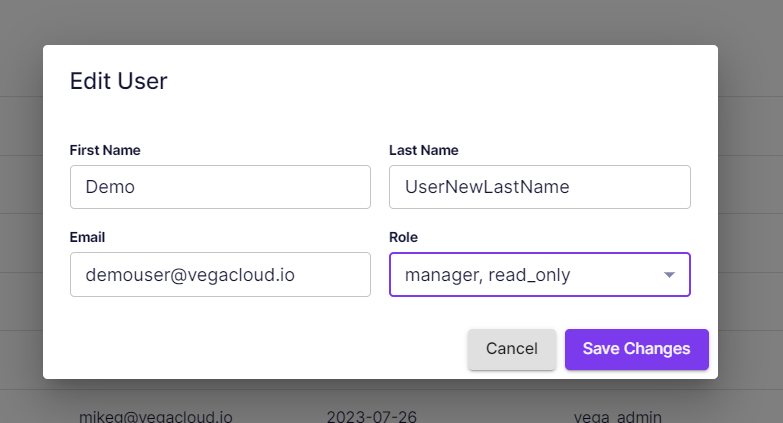 Edit User
First Name
Last Name
Demo
UserNewLastName
Email
Role
demouser@vegacloud.io
manager, read_only
Cancel
Save Changes
mikeg@vegacloud.io 2023-07-26 vega_admin